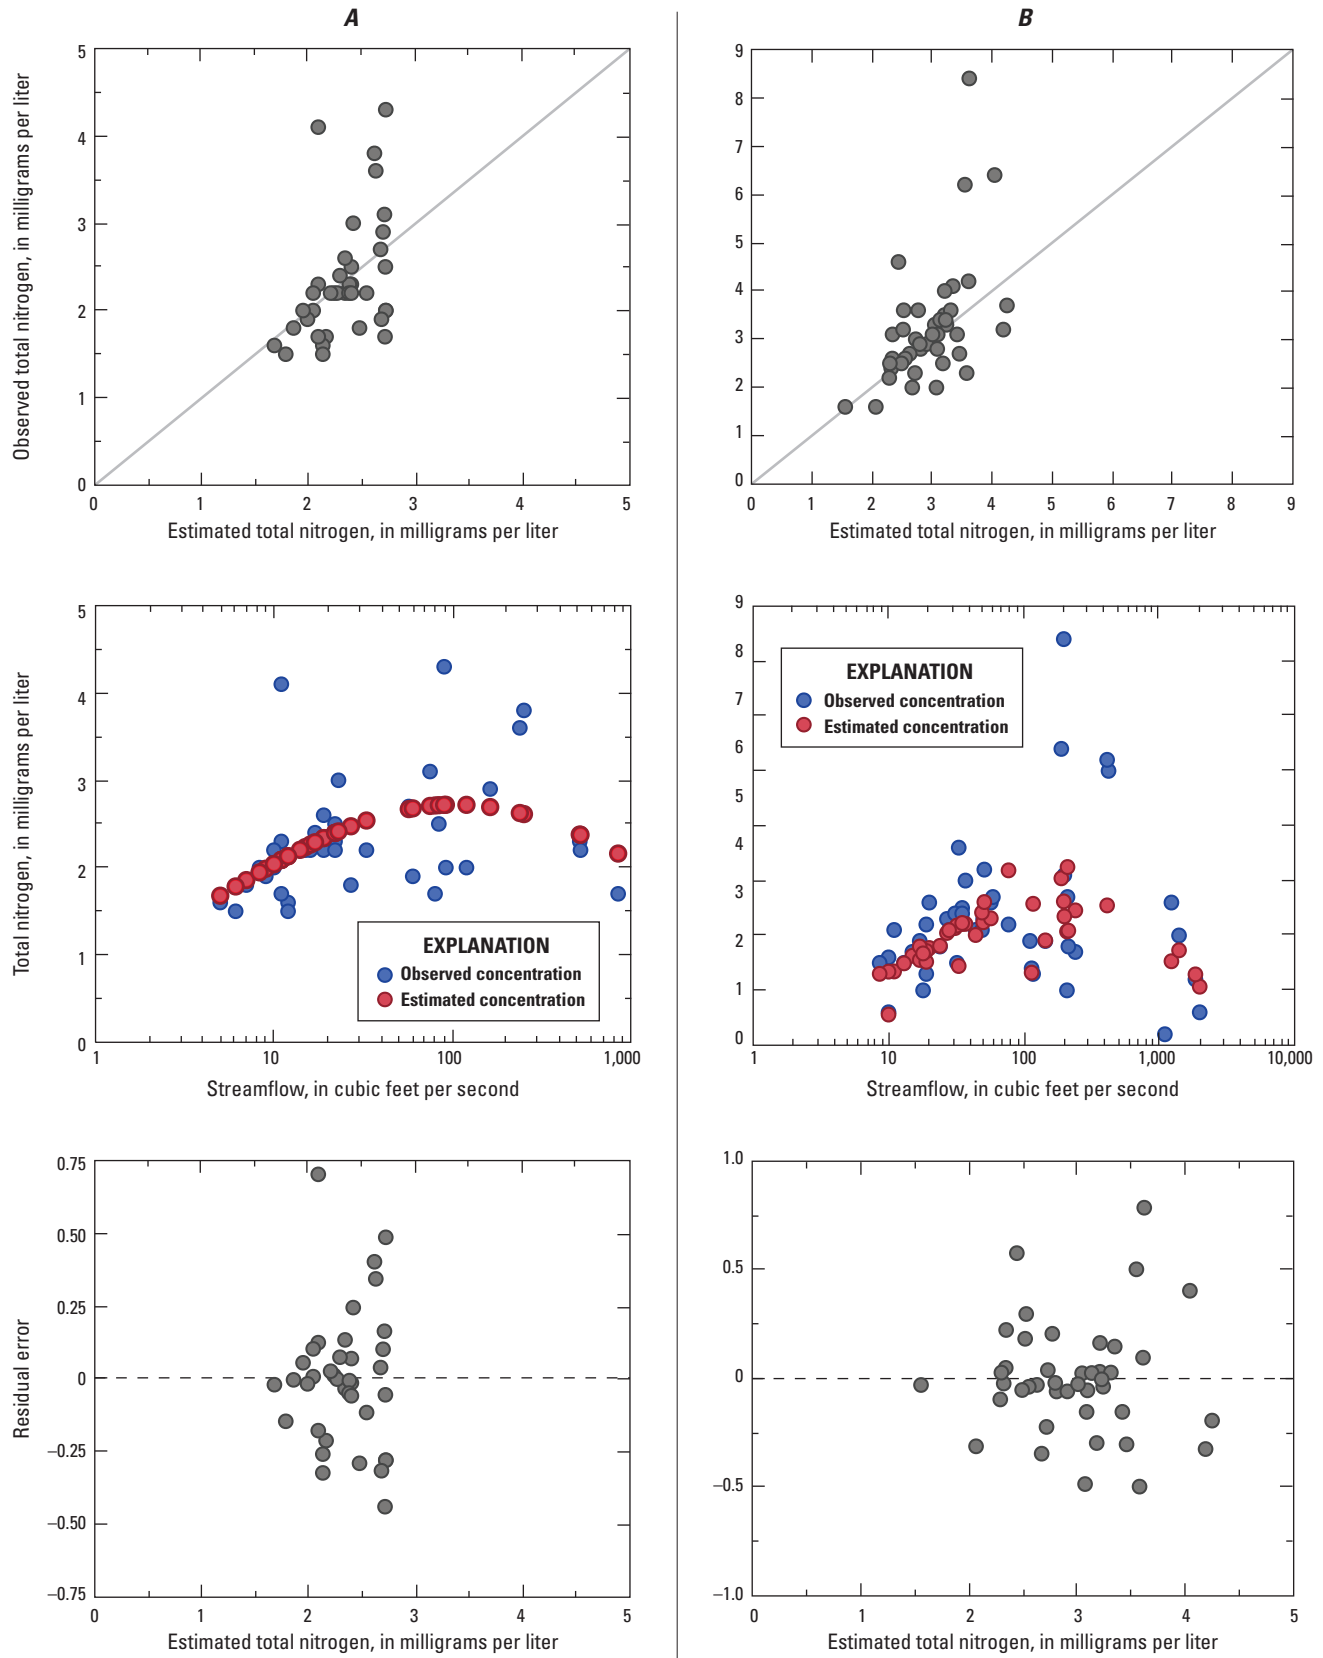 A
5
4
3
2
1
0
0 1 2 3 4 5
Observed total nitrogen, in milligrams per liter
Estimated total nitrogen, in milligrams per liter
B
9
8
7
6
5
4
3
2
1
0
0 1 2 3 4 5 6 7 8 9
Estimated total nitrogen, in milligrams per liter
5
4
3
2
1
0
1 10 100 1,000
Total nitrogen, in milligrams per liter
EXPLANATION
Observed concentration
Estimated concentration
Streamflow, in cubic feet per second
9
8
7
6
5
4
3
2
1
0
1 10 100 1,000 10,000
EXPLANATION
Observed concentration
Estimated concentration
Streamflow, in cubic feet per second
0.75
0.50
0.25
0
−0.25
−0.50
−0.75
0 1 2 3 4 5
Residual error
Estimated total nitrogen, in milligrams per liter
1.0
0.5
0
−0.5
−1.0
0 1 2 3 4 5
Estimated total nitrogen, in milligrams per liter